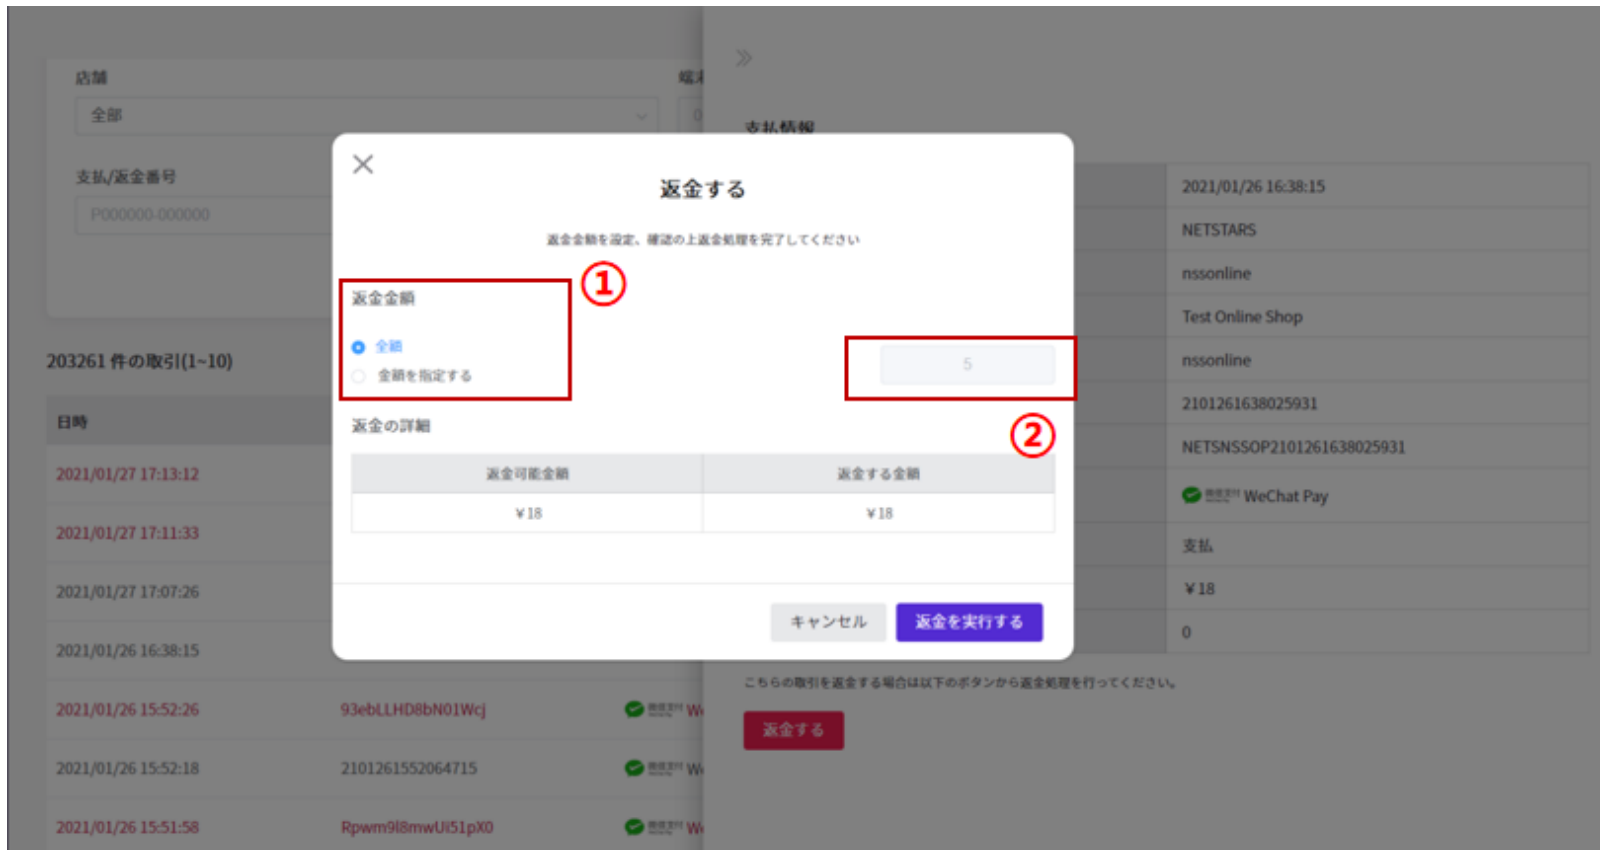 店舗
端末
全部
0
支払/返金番号
P000000-000000
203261 件の取引(1~10)
日時
2021/01/27 17:13:12
2021/01/27 17:11:33
2021/01/27 17:07:26
2021/01/26 16:38:15
2021/01/26 15:52:26 93ebLLHD8bN01Wcj
2021/01/26 15:52:18 2101261552064715
2021/01/26 15:51:58 Rpwm9l8mwUi51pX0
返金する
返金金額を設定、確認の上返金処理を完了してください
①
返金金額
全額
金額を指定する
5
②
返金の詳細
返金可能金額 返金する金額
¥18 ¥18
キャンセル 返金を実行する
支払情報
2021/01/26 16:38:15
NETSTARS
nssonline
Test Online Shop
nssonline
2101261638025931
NETSNSSOP2101261638025931
WeChat Pay
支払
¥18
0
こちらの取引を返金する場合は以下のボタンから返金処理を行ってください。
返金する